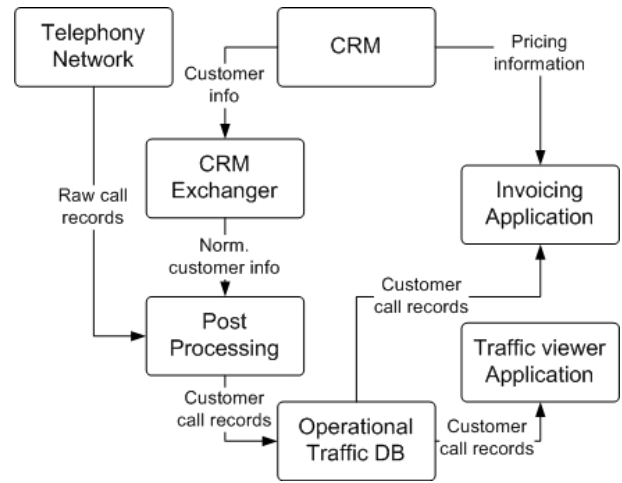 Telephony
Network
CRM
Pricing
information
Customer
info
CRM
Exchanger
Invoicing
Application
Raw call
records
Norm.
customer info
Customer
call records
Post
Processing
Traffic viewer
Application
Customer
call records
Operational
Traffic DB
Customer
call records